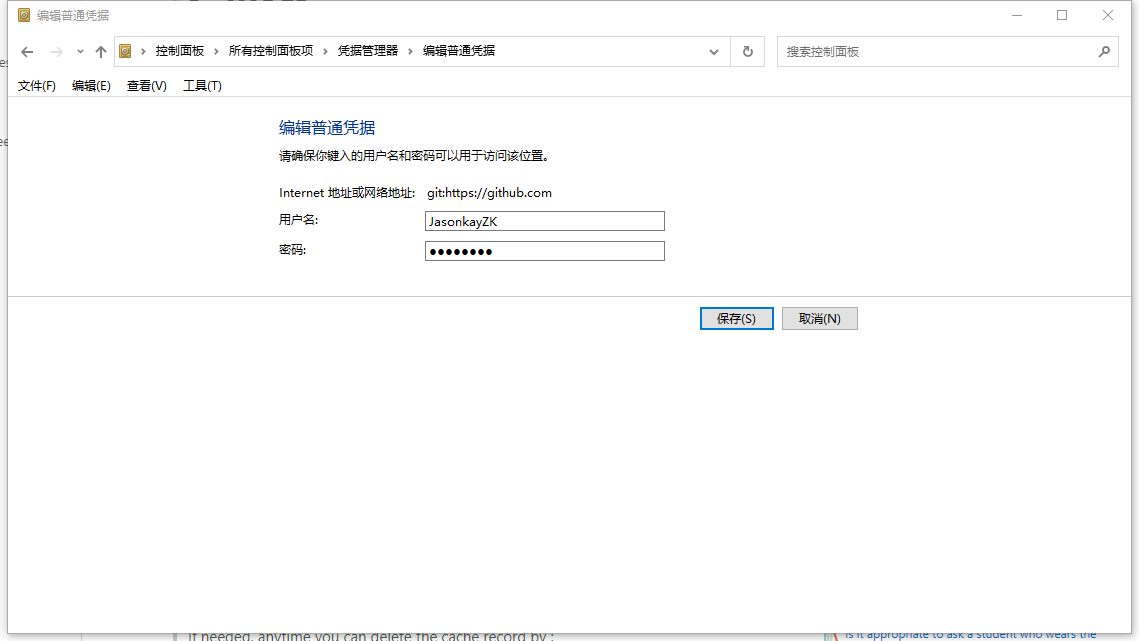 编辑普通凭据
控制面板 › 所有控制面板项 › 凭据管理器 › 编辑普通凭据
搜索控制面板
文件(F) 编辑(E) 查看(V) 工具(T)
编辑普通凭据
请确保你键入的用户名和密码可以用于访问该位置。
Internet 地址或网络地址: git:https://github.com
用户名: JasonkayZK
密码: ●●●●●●●●
保存(S) 取消(N)
If needed, anytime you can delete the cache record by :
Is it appropriate to ask a student who wears the